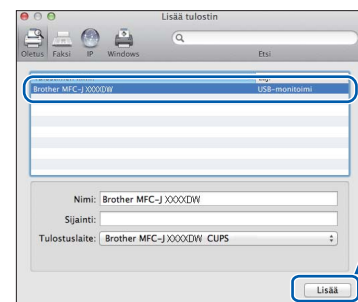 Lisää tulostin
Oletus Faksi IP Windows Etsi
Brother MFC-J XXXXDW USB-monitoimi
Nimi: Brother MFC-J XXXXDW
Sijainti:
Tulostuslaite: Brother MFC-J XXXXDW CUPS
Lisää